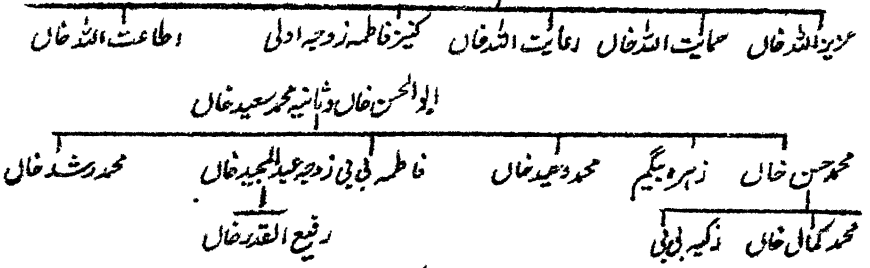 عزیز اللہ خاں حمایت اللہ خاں رعایت اللہ خاں کنیز فاطمہ زوجہ اولی اطاعت اللہ خاں
ابوالحسن خاں وثانیہ محمد سعید خاں
محمد حسن خاں زہرہ بیگم محمد وحید خاں فاطمہ بی بی زوجہ عبدالمجید خاں محمد رشد خاں
محمد کمال خاں ذکیہ بی بی رفیع القدر خاں